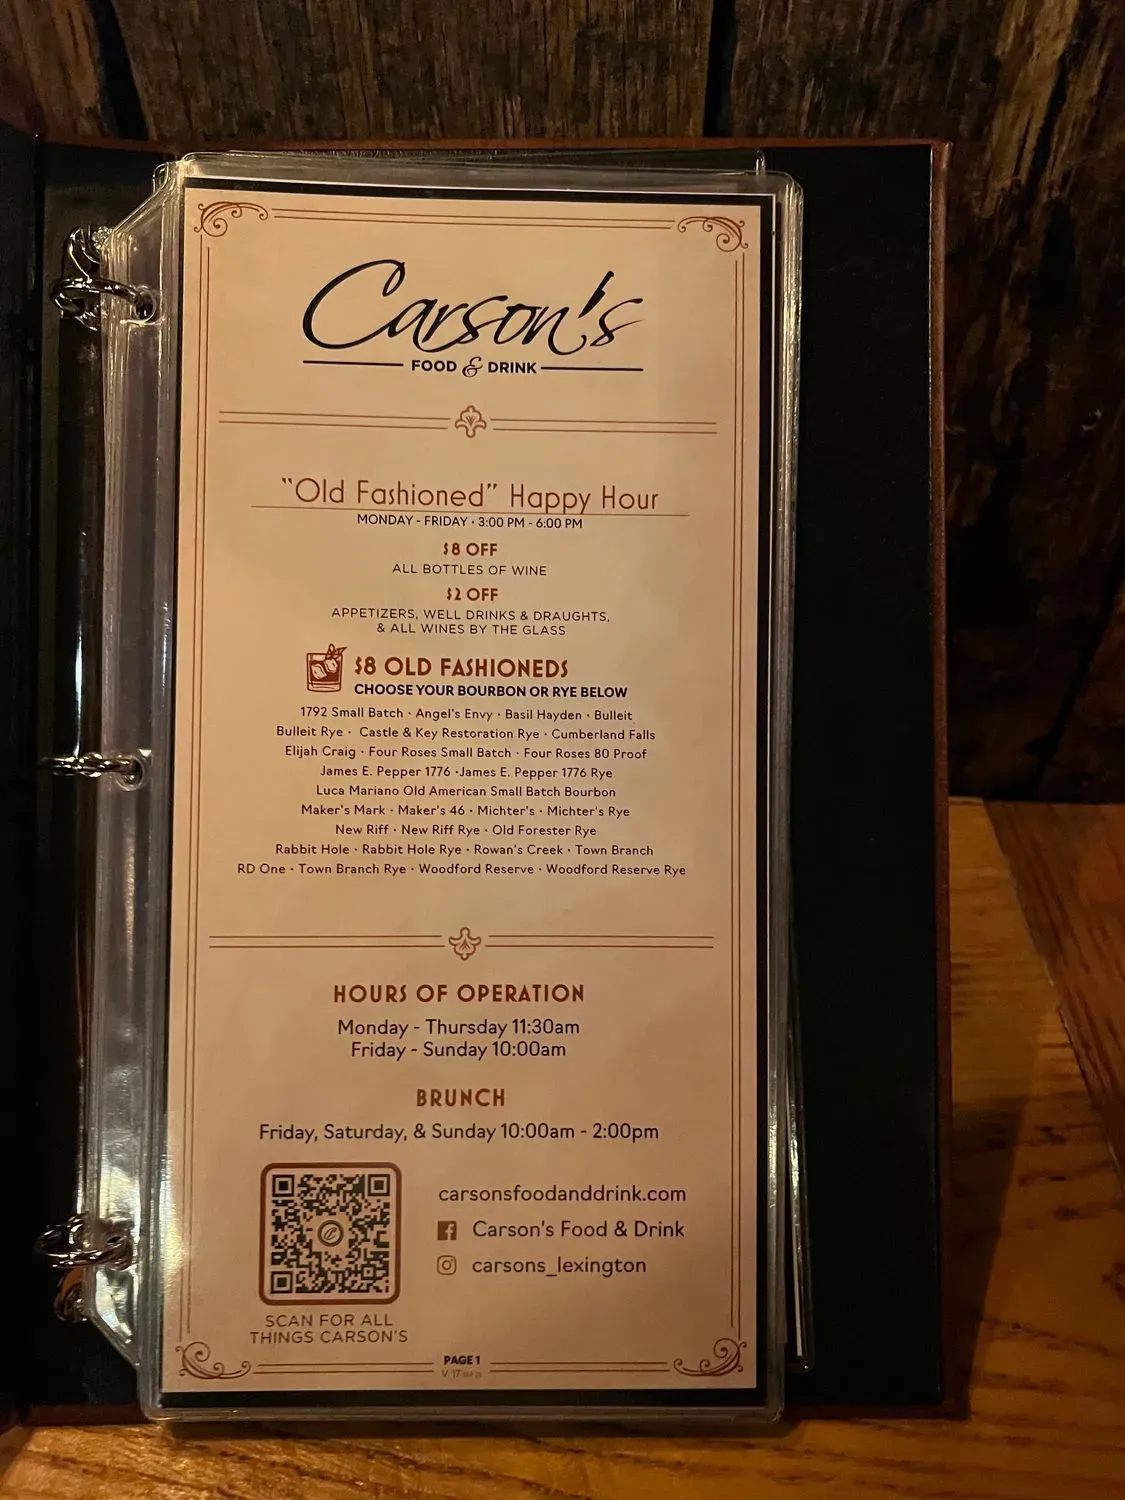 Carson's
FOOD & DRINK
“Old Fashioned” Happy Hour
MONDAY - FRIDAY • 3:00 PM - 6:00 PM
$8 OFF
ALL BOTTLES OF WINE
$2 OFF
APPETIZERS, WELL DRINKS & DRAUGHTS,
& ALL WINES BY THE GLASS
$8 OLD FASHIONEDS
CHOOSE YOUR BOURBON OR RYE BELOW
1792 Small Batch • Angel's Envy • Basil Hayden • Bulleit
Bulleit Rye • Castle & Key Restoration Rye • Cumberland Falls
Elijah Craig • Four Roses Small Batch • Four Roses 80 Proof
James E. Pepper 1776 •James E. Pepper 1776 Rye
Luca Mariano Old American Small Batch Bourbon
Maker's Mark • Maker's 46 • Michter's • Michter's Rye
New Riff • New Riff Rye • Old Forester Rye
Rabbit Hole • Rabbit Hole Rye • Rowan's Creek • Town Branch
RD One • Town Branch Rye • Woodford Reserve • Woodford Reserve Rye
HOURS OF OPERATION
Monday - Thursday 11:30am
Friday - Sunday 10:00am
BRUNCH
Friday, Saturday, & Sunday 10:00am - 2:00pm
carsonsfoodanddrink.com
Carson's Food & Drink
carsons_lexington
SCAN FOR ALL
THINGS CARSON'S
PAGE 1
V 17